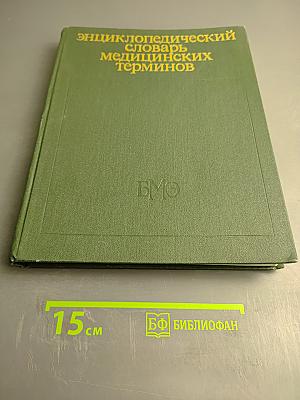 энциклопедический
словарь
медицинских
терминов
БМЭ
15 см
БФ БИБЛИОФАН